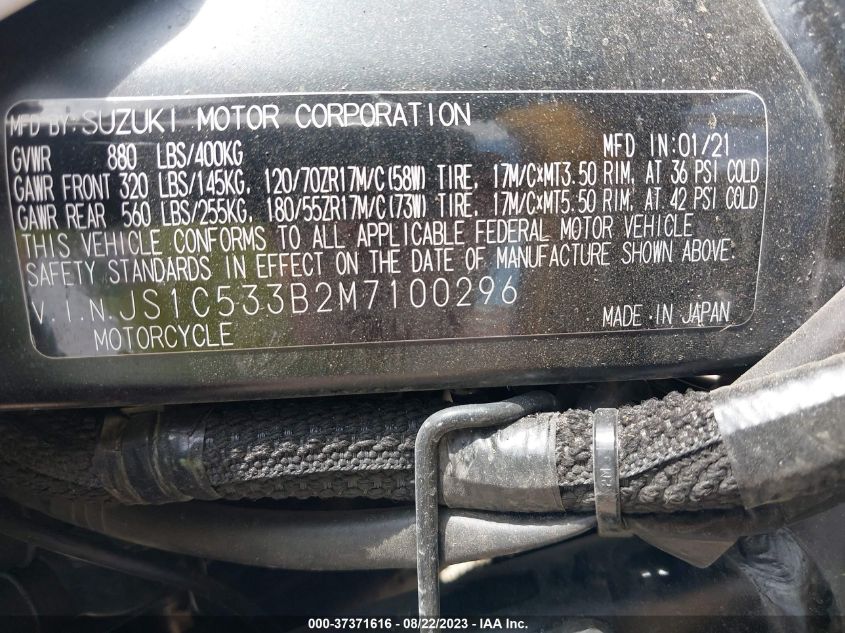 MFD BY: SUZUKI MOTOR CORPORATION
GVWR 880 LBS/400KG MFD IN: 01/21
GAWR FRONT 320 LBS/145KG, 120/70ZR17M/C(58W) TIRE, 17M/C×MT3.50 RIM, AT 36 PSI COLD
GAWR REAR 560 LBS/255KG, 180/55ZR17M/C(73W) TIRE, 17M/C×MT5.50 RIM, AT 42 PSI COLD
THIS VEHICLE CONFORMS TO ALL APPLICABLE FEDERAL MOTOR VEHICLE
SAFETY STANDARDS IN EFFECT ON THE DATE OF MANUFACTURE SHOWN ABOVE.
V.I.N. JS1C533B2M7100296
MOTORCYCLE MADE IN JAPAN
000-37371616 - 08/22/2023 - IAA Inc.